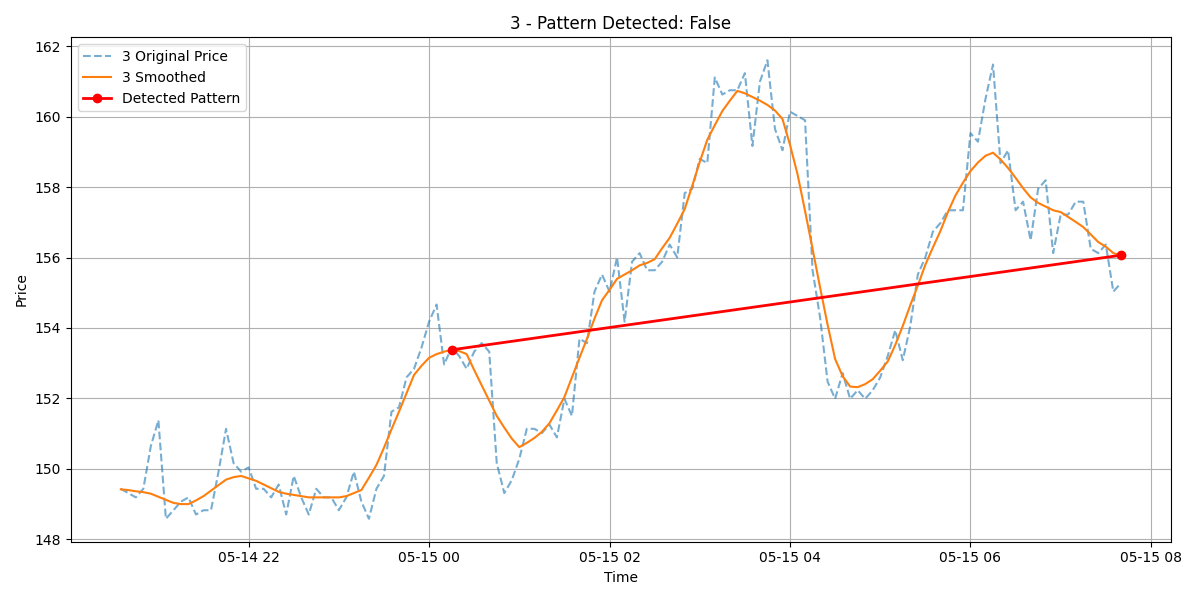 3 - Pattern Detected: False
3 Original Price
3 Smoothed
Detected Pattern
162
160
158
156
154
152
150
148
Price
05-14 22
05-15 00
05-15 02
05-15 04
05-15 06
05-15 08
Time